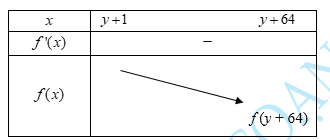 x y + 1 y + 64
f'(x) −
f(x)
f(y + 64)